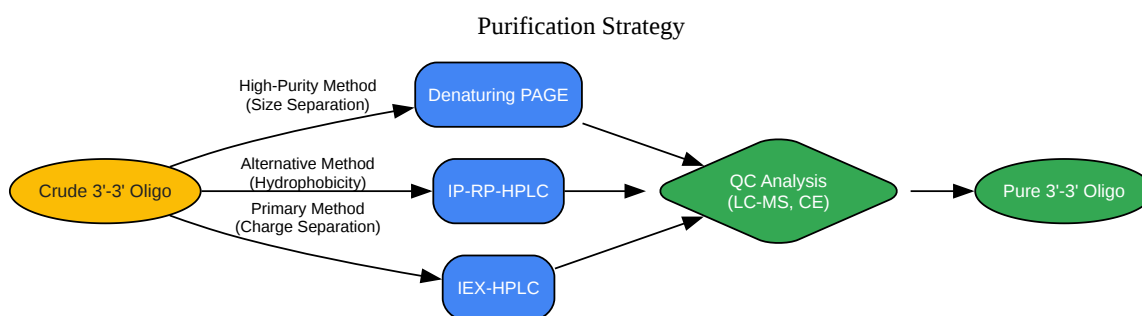 Purification Strategy
High-Purity Method
(Size Separation)
Denaturing PAGE
Crude 3'-3' Oligo
Alternative Method
(Hydrophobicity)
IP-RP-HPLC
QC Analysis
(LC-MS, CE)
Pure 3'-3' Oligo
Primary Method
(Charge Separation)
IEX-HPLC